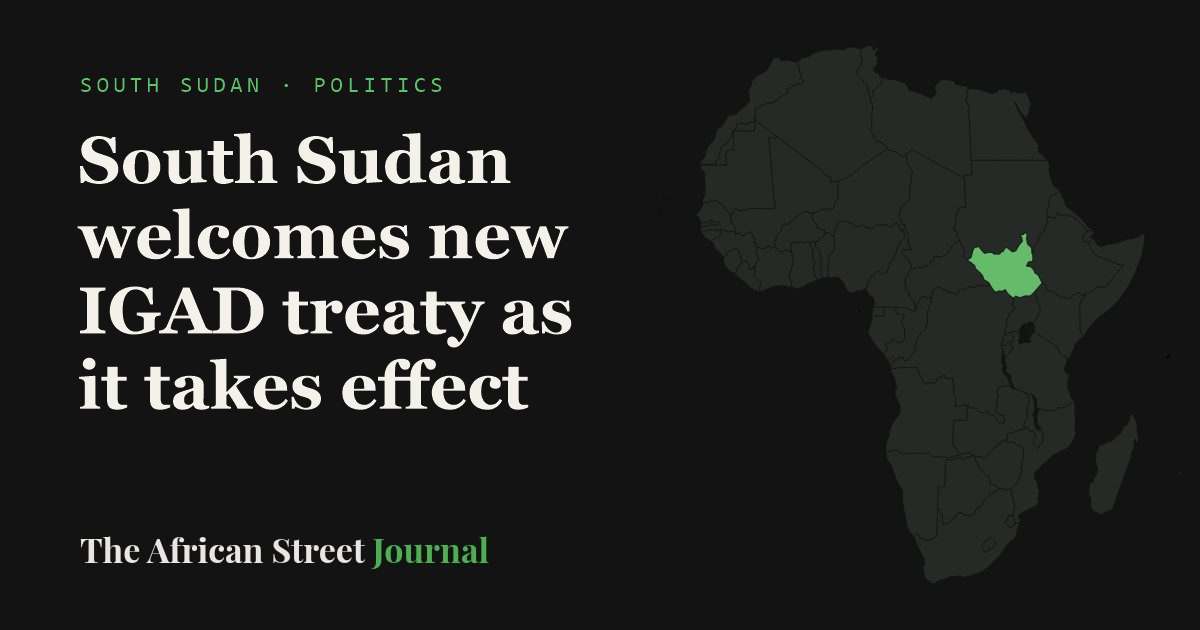 SOUTH SUDAN · POLITICS
South Sudan
welcomes new
IGAD treaty as
it takes effect
The African Street Journal